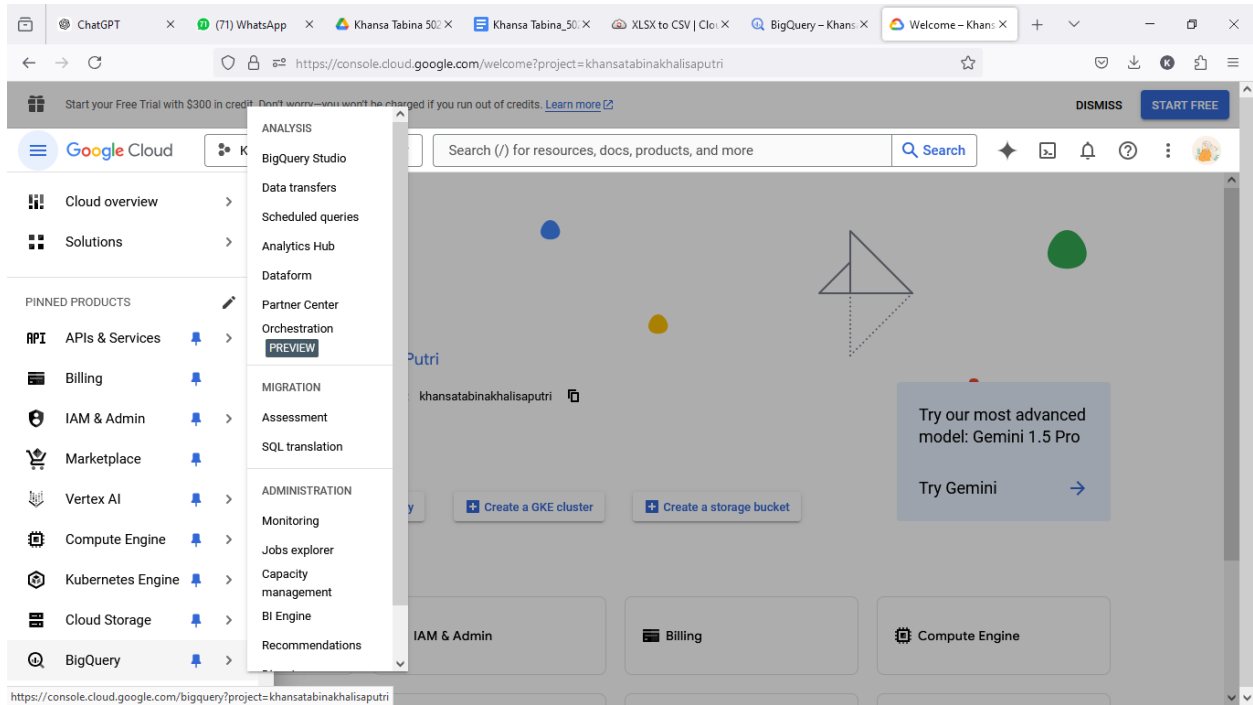 ChatGPT
(71) WhatsApp
Khansa Tabina 502
Khansa Tabina_50.
XLSX to CSV | Clou
BigQuery – Khans
Welcome – Khans
https://console.cloud.google.com/welcome?project=khansatabinakhalisaputri
K
Start your Free Trial with $300 in credit. Don't worry—you won't be charged if you run out of credits. Learn more
DISMISS
START FREE
Google Cloud
K
Search (/) for resources, docs, products, and more
Search
Cloud overview
Solutions
PINNED PRODUCTS
API APIs & Services
Billing
IAM & Admin
Marketplace
Vertex AI
Compute Engine
Kubernetes Engine
Cloud Storage
BigQuery
ANALYSIS
BigQuery Studio
Data transfers
Scheduled queries
Analytics Hub
Dataform
Partner Center
Orchestration
PREVIEW
MIGRATION
Assessment
SQL translation
ADMINISTRATION
Monitoring
Jobs explorer
Capacity
management
BI Engine
Recommendations
Putri
khansatabinakhalisaputri
y
Create a GKE cluster
Create a storage bucket
Try our most advanced
model: Gemini 1.5 Pro
Try Gemini
IAM & Admin
Billing
Compute Engine
https://console.cloud.google.com/bigquery?project=khansatabinakhalisaputri